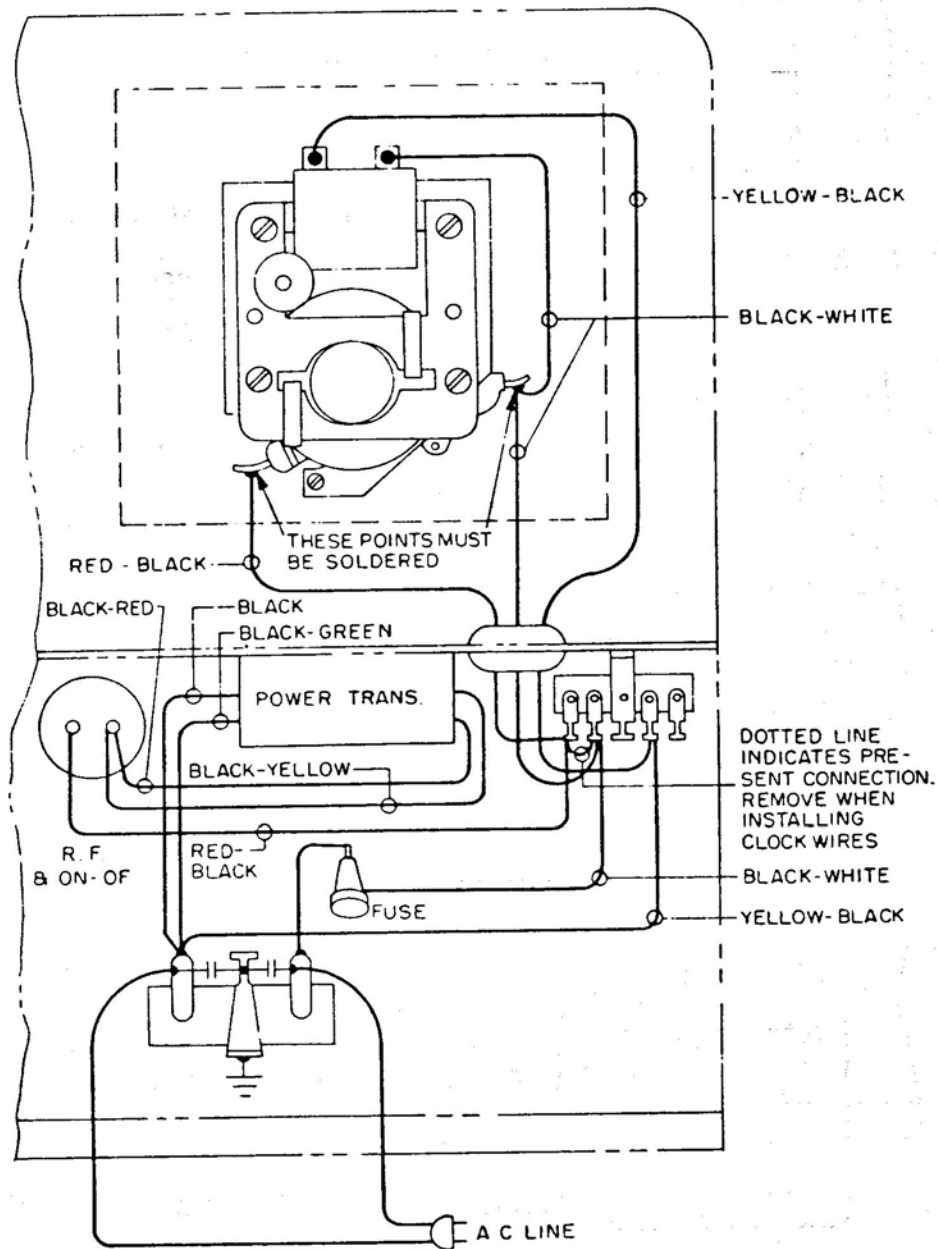 YELLOW-BLACK
BLACK-WHITE
THESE POINTS MUST
BE SOLDERED
RED-BLACK
BLACK-RED
BLACK
BLACK-GREEN
POWER TRANS.
BLACK-YELLOW
DOTTED LINE
INDICATES PRE-
SENT CONNECTION.
REMOVE WHEN
INSTALLING
CLOCK WIRES
R. F.
& ON-OF
RED-
BLACK
FUSE
BLACK-WHITE
YELLOW-BLACK
A C LINE